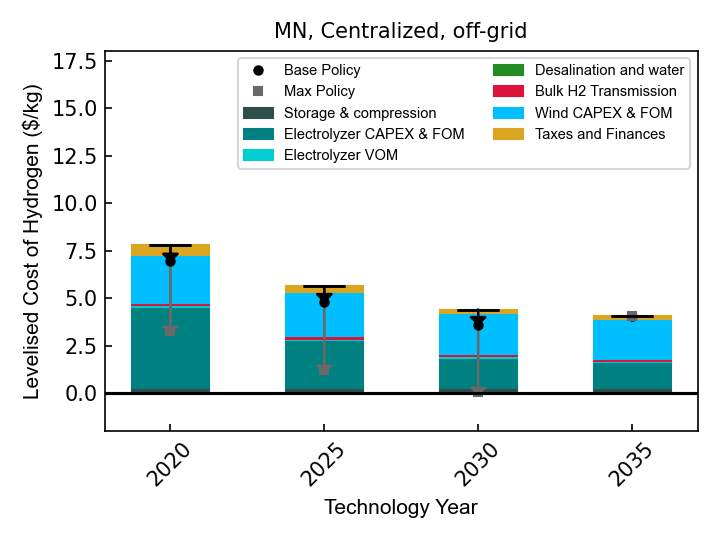 MN, Centralized, off-grid
Base Policy
Max Policy
Storage & compression
Electrolyzer CAPEX & FOM
Electrolyzer VOM
Desalination and water
Bulk H2 Transmission
Wind CAPEX & FOM
Taxes and Finances
Levelised Cost of Hydrogen ($/kg)
17.5
15.0
12.5
10.0
7.5
5.0
2.5
0.0
2020
2025
2030
2035
Technology Year